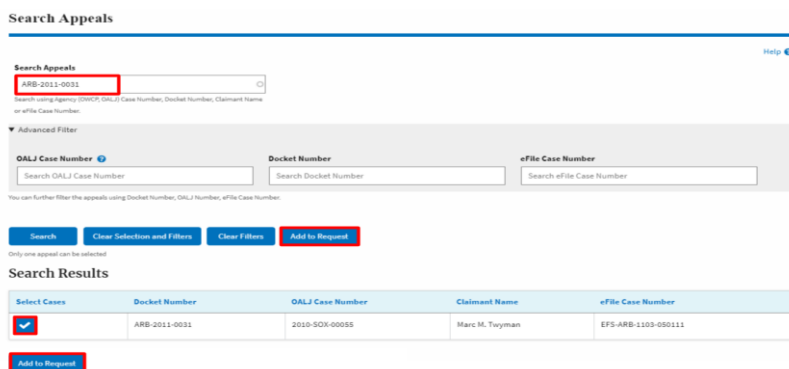 Search Appeals
Help
Search Appeals
ARB-2011-0031
Search using Agency (OWCP, OALJ) Case Number, Docket Number, Claimant Name
or eFile Case Number.
Advanced Filter
OALJ Case Number Docket Number eFile Case Number
Search OALJ Case Number Search Docket Number Search eFile Case Number
You can further filter the appeals using Docket Number, OALJ Number, eFile Case Number.
Search Clear Selection and Filters Clear Filters Add to Request
Only one appeal can be selected
Search Results
Select Cases Docket Number OALJ Case Number Claimant Name eFile Case Number
ARB-2011-0031 2010-SOX-00055 Marc M. Twyman EFS-ARB-1103-050111
Add to Request